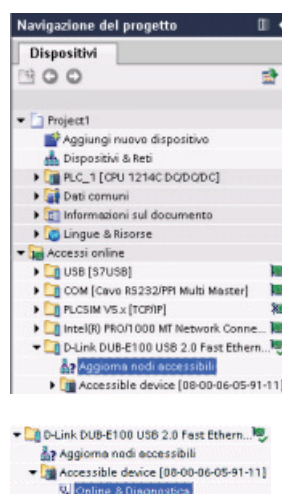 Navigazione del progetto
Dispositivi
Project1
Aggiungi nuovo dispositivo
Dispositivi & Reti
PLC_1 [CPU 1214C DC/DC/DC]
Dati comuni
Informazioni sul documento
Lingue & Risorse
Accessi online
USB [S7USB]
COM [Cavo RS232/PPI Multi Master]
PLCSIM V5.x [TCP/IP]
Intel(R) PRO/1000 MT Network Conne...
D-Link DUB-E100 USB 2.0 Fast Ethern...
Aggiorna nodi accessibili
Accessible device [08-00-06-05-91-11]
D-Link DUB-E100 USB 2.0 Fast Ethern...
Aggiorna nodi accessibili
Accessible device [08-00-06-05-91-11]
Online & Diagnostica